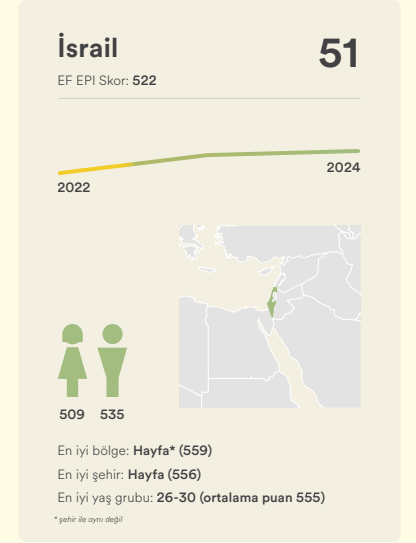 İsrail
51
EF EPI Skor: 522
2024
2022
509 535
En iyi bölge: Hayfa* (559)
En iyi şehir: Hayfa (556)
En iyi yaş grubu: 26-30 (ortalama puan 555)
* şehir ile aynı değil